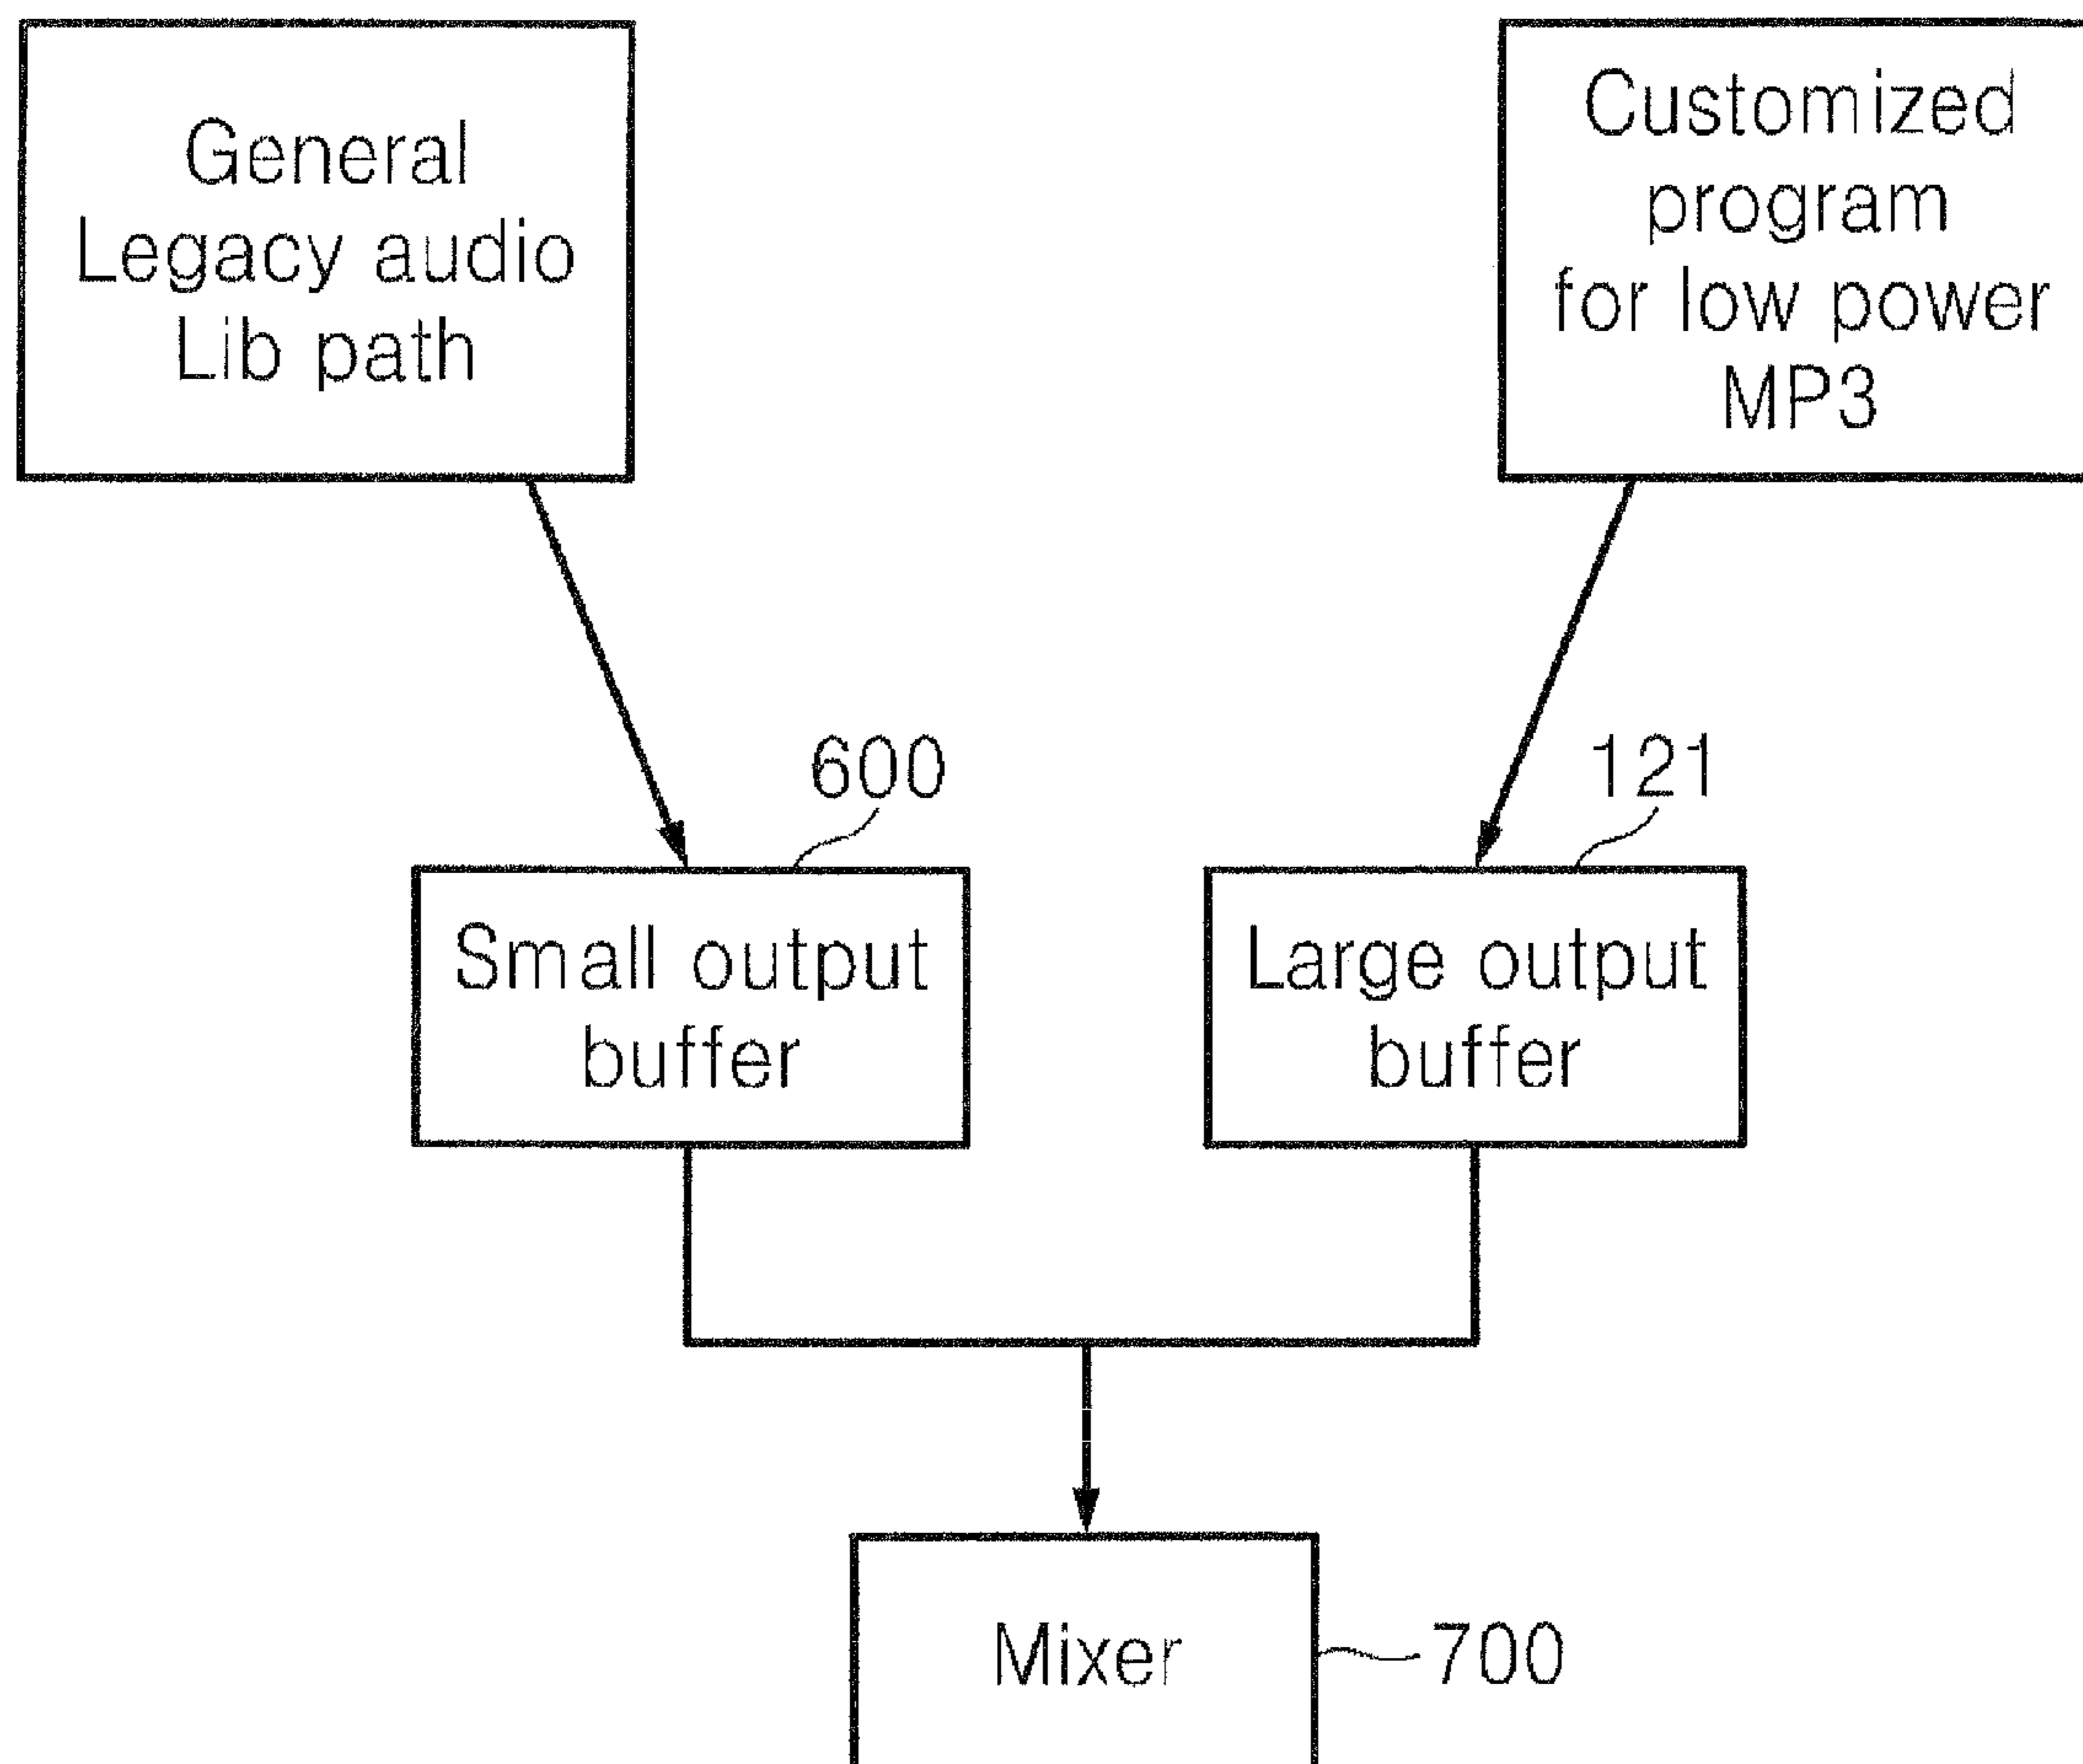 General
Legacy audio
Lib path
Customized
program
for low power
MP3
600
121
Small output
buffer
Large output
buffer
Mixer
700